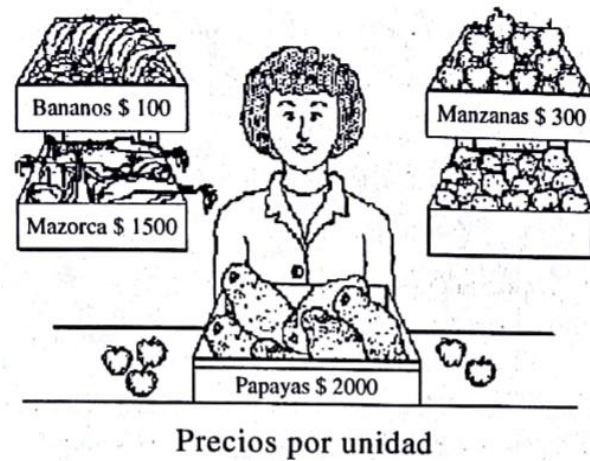 Bananos $ 100
Manzanas $ 300
Mazorca $ 1500
Papayas $ 2000
Precios por unidad